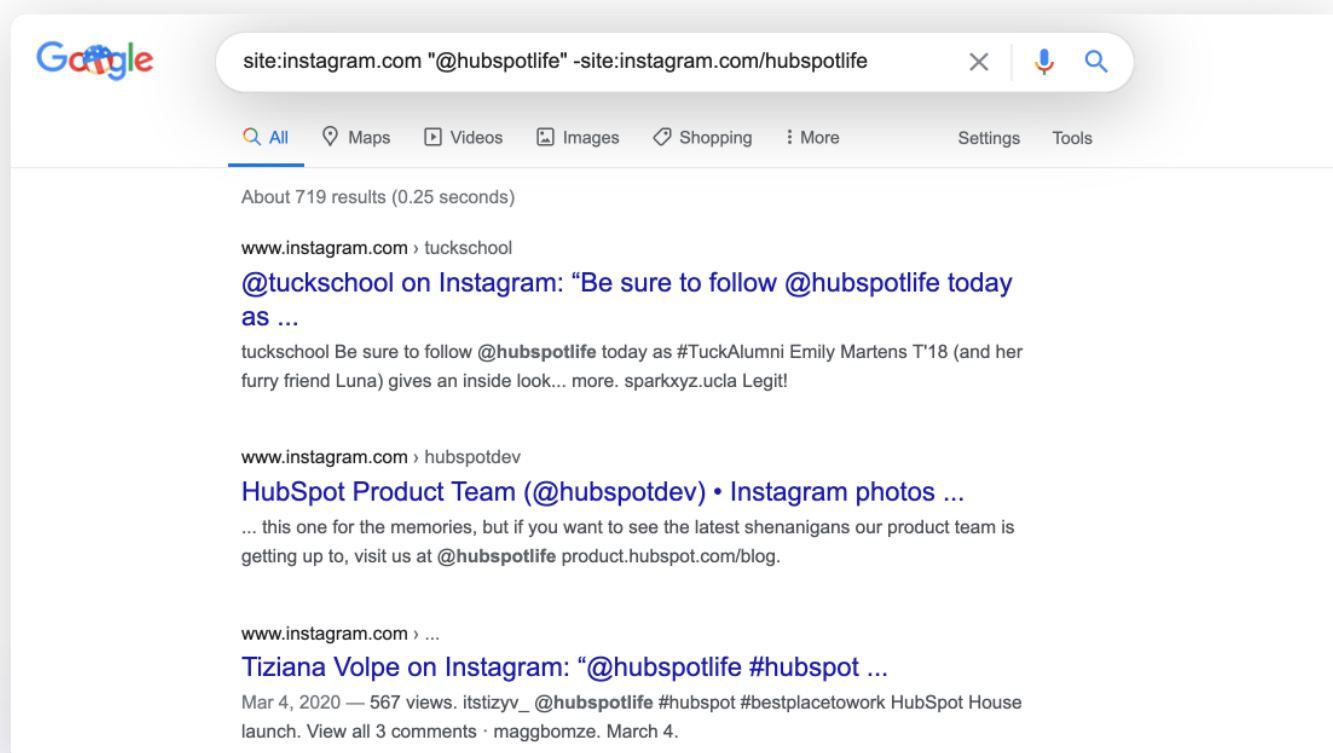 Google
site:instagram.com "@hubspotlife" -site:instagram.com/hubspotlife
All Maps Videos Images Shopping More Settings Tools
About 719 results (0.25 seconds)
www.instagram.com › tuckschool
@tuckschool on Instagram: “Be sure to follow @hubspotlife today
as ...
tuckschool Be sure to follow @hubspotlife today as #TuckAlumni Emily Martens T'18 (and her
furry friend Luna) gives an inside look... more. sparkxyz.ucla Legit!
www.instagram.com › hubspotdev
HubSpot Product Team (@hubspotdev) • Instagram photos ...
... this one for the memories, but if you want to see the latest shenanigans our product team is
getting up to, visit us at @hubspotlife product.hubspot.com/blog.
www.instagram.com › ...
Tiziana Volpe on Instagram: “@hubspotlife #hubspot ...
Mar 4, 2020 — 567 views. itstizyv_ @hubspotlife #hubspot #bestplacetowork HubSpot House
launch. View all 3 comments · maggbomze. March 4.